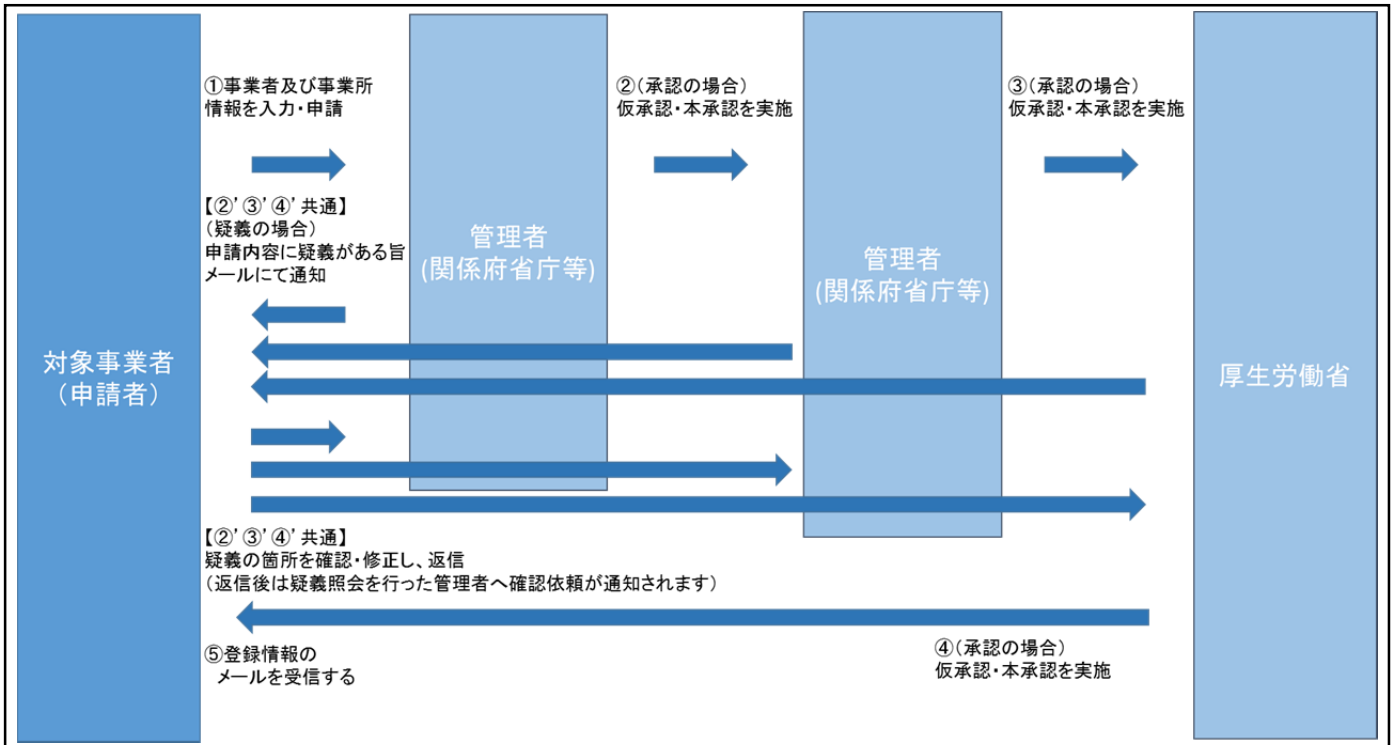 ①事業者及び事業所
情報を入力・申請
②(承認の場合)
仮承認・本承認を実施
③(承認の場合)
仮承認・本承認を実施
【②’③’④’共通】
(疑義の場合)
申請内容に疑義がある旨
メールにて通知
管理者
(関係府省庁等)
管理者
(関係府省庁等)
対象事業者
(申請者)
厚生労働省
【②’③’④’共通】
疑義の箇所を確認・修正し、返信
(返信後は疑義照会を行った管理者へ確認依頼が通知されます)
⑤登録情報の
メールを受信する
④(承認の場合)
仮承認・本承認を実施